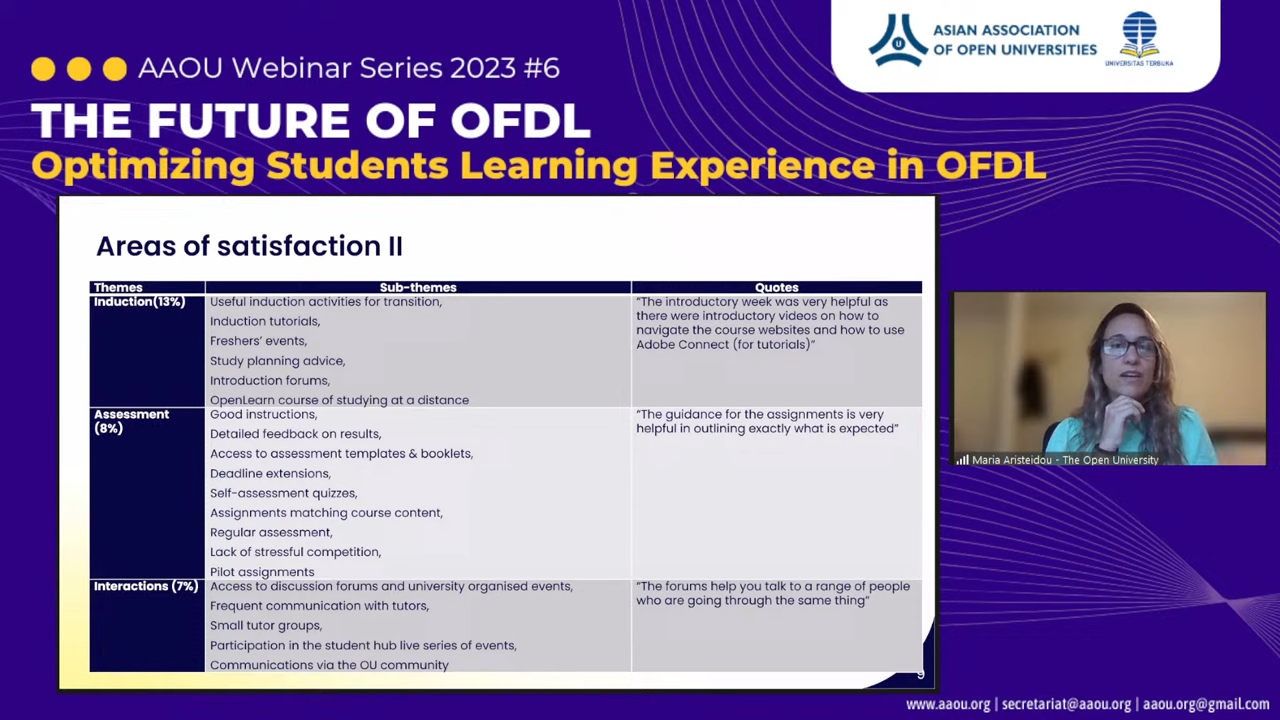 ASIAN ASSOCIATION
OF OPEN UNIVERSITIES
U
UNIVERSITAS TERBUKA
AAOU Webinar Series 2023 #6
THE FUTURE OF OFDL
Optimizing Students Learning Experience in OFDL
Areas of satisfaction II
Themes Sub-themes Quotes
Induction(13%)
Useful induction activities for transition,
Induction tutorials,
Freshers’ events,
Study planning advice,
Introduction forums,
OpenLearn course of studying at a distance
“The introductory week was very helpful as
there were introductory videos on how to
navigate the course websites and how to use
Adobe Connect (for tutorials)”
Assessment
(8%)
Good instructions,
Detailed feedback on results,
Access to assessment templates & booklets,
Deadline extensions,
Self-assessment quizzes,
Assignments matching course content,
Regular assessment,
Lack of stressful competition,
Pilot assignments
“The guidance for the assignments is very
helpful in outlining exactly what is expected”
Interactions (7%)
Access to discussion forums and university organised events,
Frequent communication with tutors,
Small tutor groups,
Participation in the student hub live series of events,
Communications via the OU community
“The forums help you talk to a range of people
who are going through the same thing”
9
Maria Aristeidou - The Open University
www.aaou.org | secretariat@aaou.org | aaou.org@gmail.com